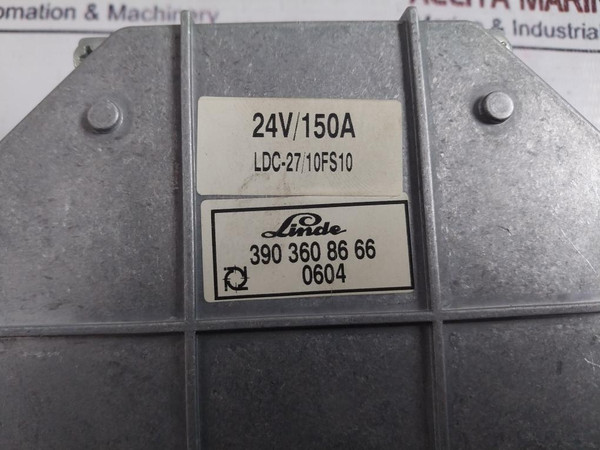 omation & Machinery
& Industrial
24V/150A
LDC-27/10FS10
Linde
390 360 86 66
0604